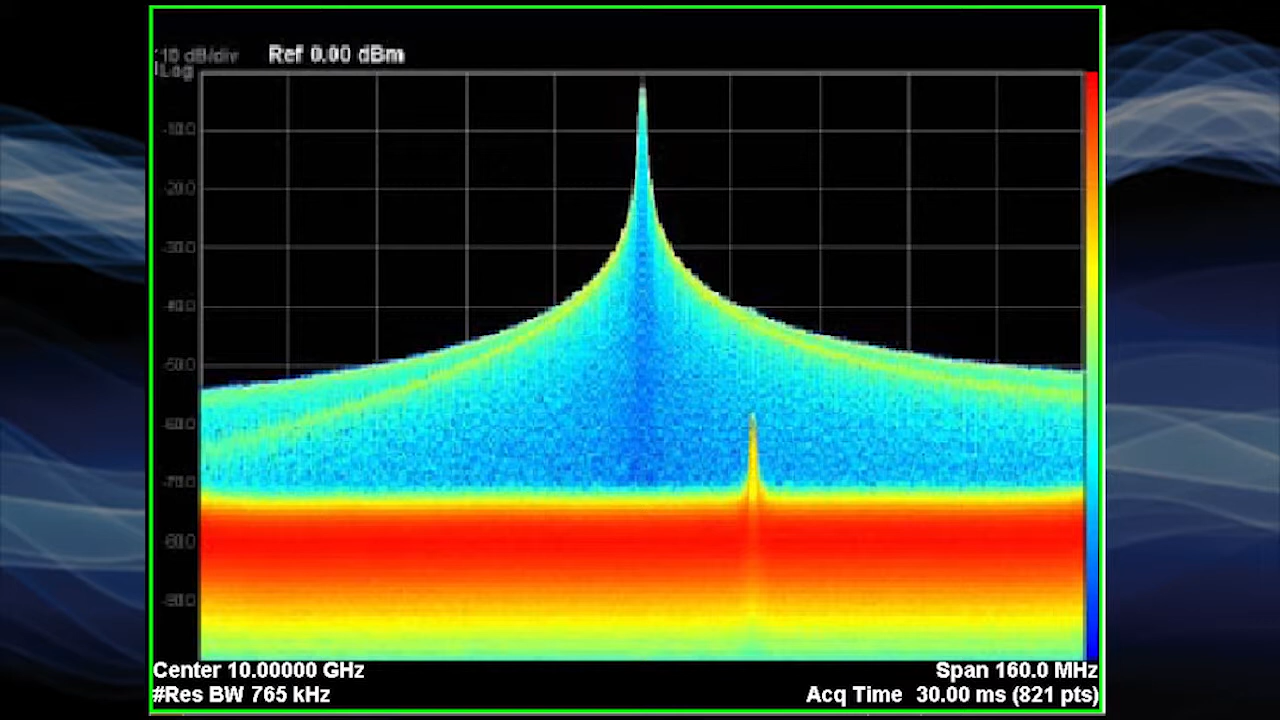 10 dB/div Ref 0.00 dBm
Log
-10.0
-20.0
-30.0
-40.0
-50.0
-60.0
-70.0
-80.0
-90.0
Center 10.00000 GHz Span 160.0 MHz
#Res BW 765 kHz Acq Time 30.00 ms (821 pts)